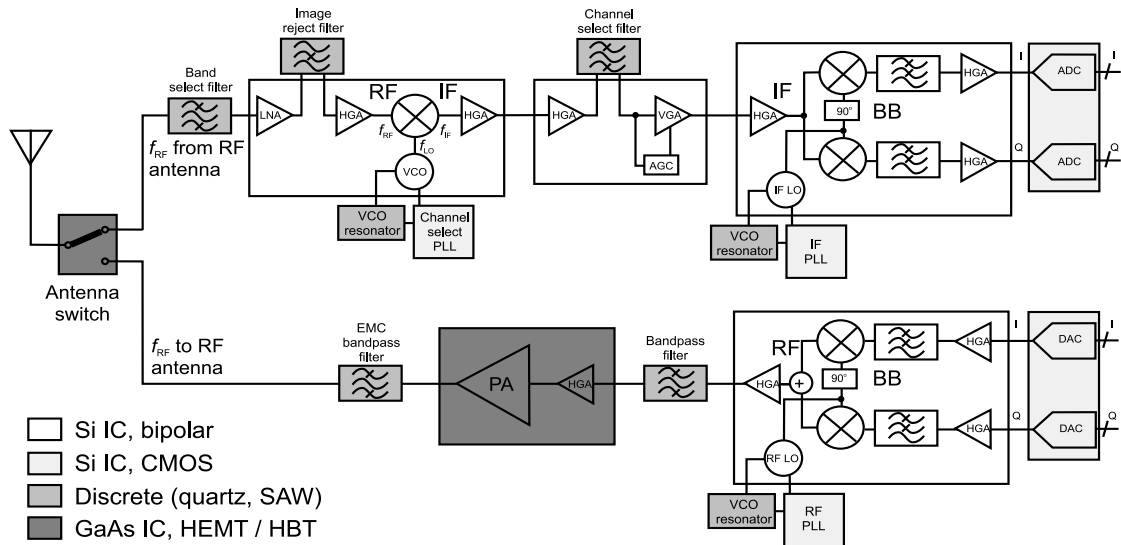 Image
reject filter
Channel
select filter
Band
select filter
LNA
HGA
RF
IF
f_RF
f_IF
f_LO
HGA
VCO
VCO
resonator
Channel
select
PLL
HGA
VGA
AGC
IF
HGA
90°
BB
HGA
HGA
IF LO
VCO
resonator
IF
PLL
I
Q
ADC
ADC
I
Q
f_RF from RF
antenna
Antenna
switch
f_RF to RF
antenna
EMC
bandpass
filter
PA
HGA
Bandpass
filter
RF
HGA
+
90°
BB
HGA
HGA
RF LO
VCO
resonator
RF
PLL
I
Q
DAC
DAC
I
Q
Si IC, bipolar
Si IC, CMOS
Discrete (quartz, SAW)
GaAs IC, HEMT / HBT